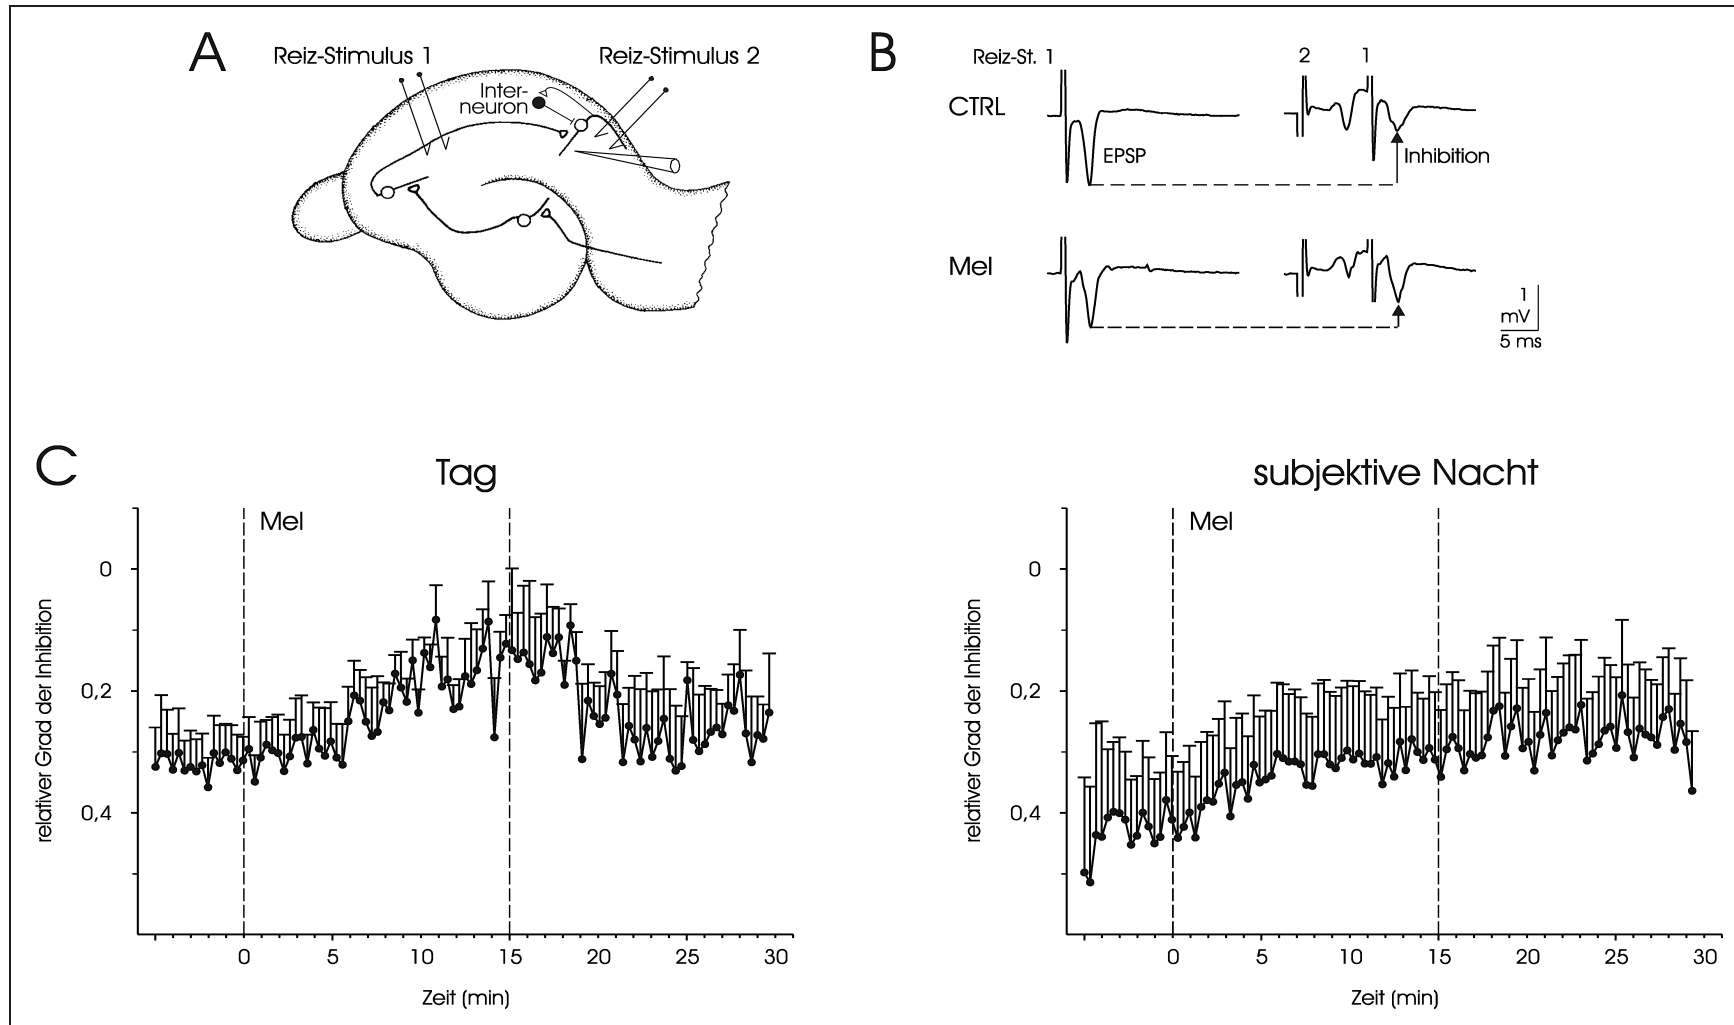 A
Reiz-Stimulus 1
Reiz-Stimulus 2
Inter-
neuron
B
Reiz-St. 1
2
1
CTRL
EPSP
Inhibition
Mel
1
mV
5 ms
C
Tag
Mel
0
0,2
0,4
relativer Grad der Inhibition
0 5 10 15 20 25 30
Zeit (min)
subjektive Nacht
Mel
0
0,2
0,4
relativer Grad der Inhibition
0 5 10 15 20 25 30
Zeit (min)